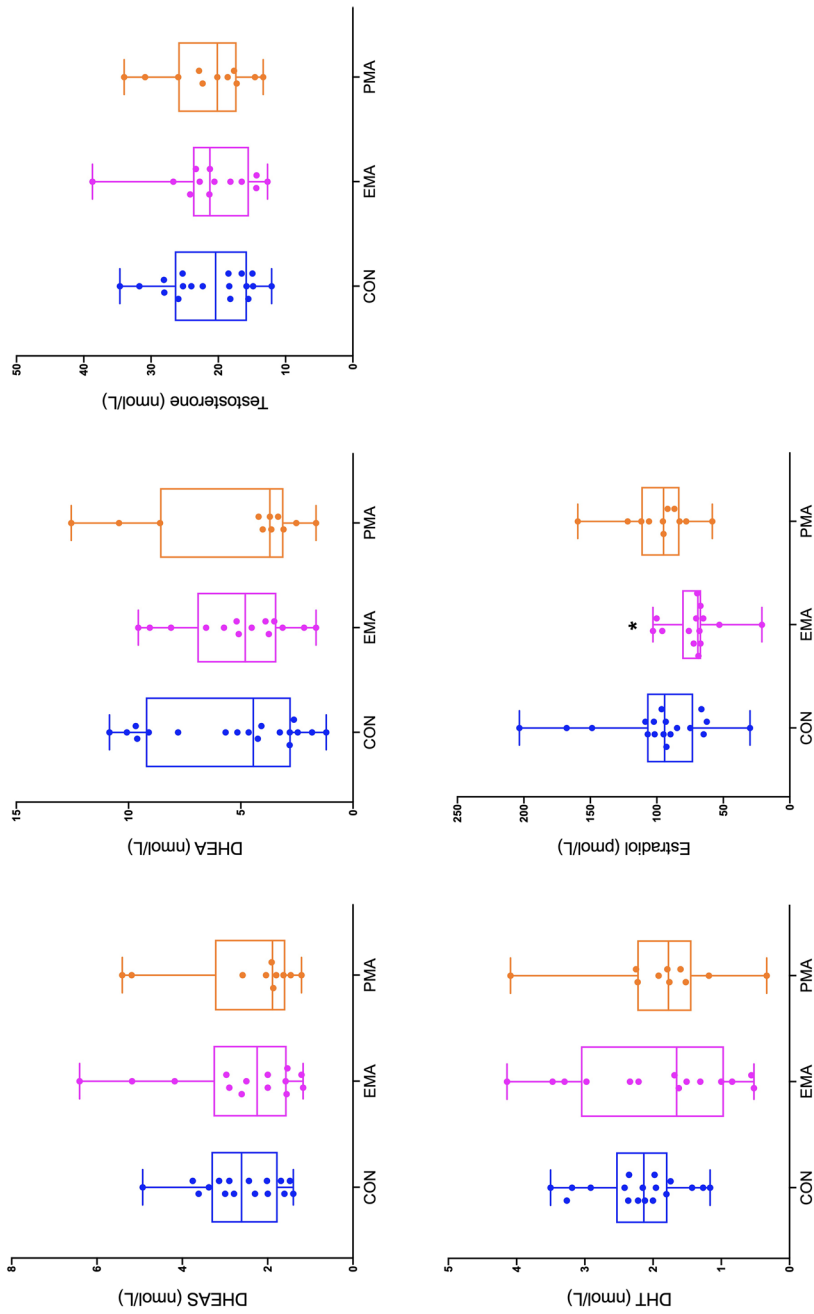 DHEAS (nmol/L)
8
6
4
2
0
CON EMA PMA
DHEA (nmol/L)
15
10
5
0
CON EMA PMA
Testosterone (nmol/L)
50
40
30
20
10
0
CON EMA PMA
DHT (nmol/L)
5
4
3
2
1
0
CON EMA PMA
Estradiol (pmol/L)
250
200
150
100
50
0
*
CON EMA PMA